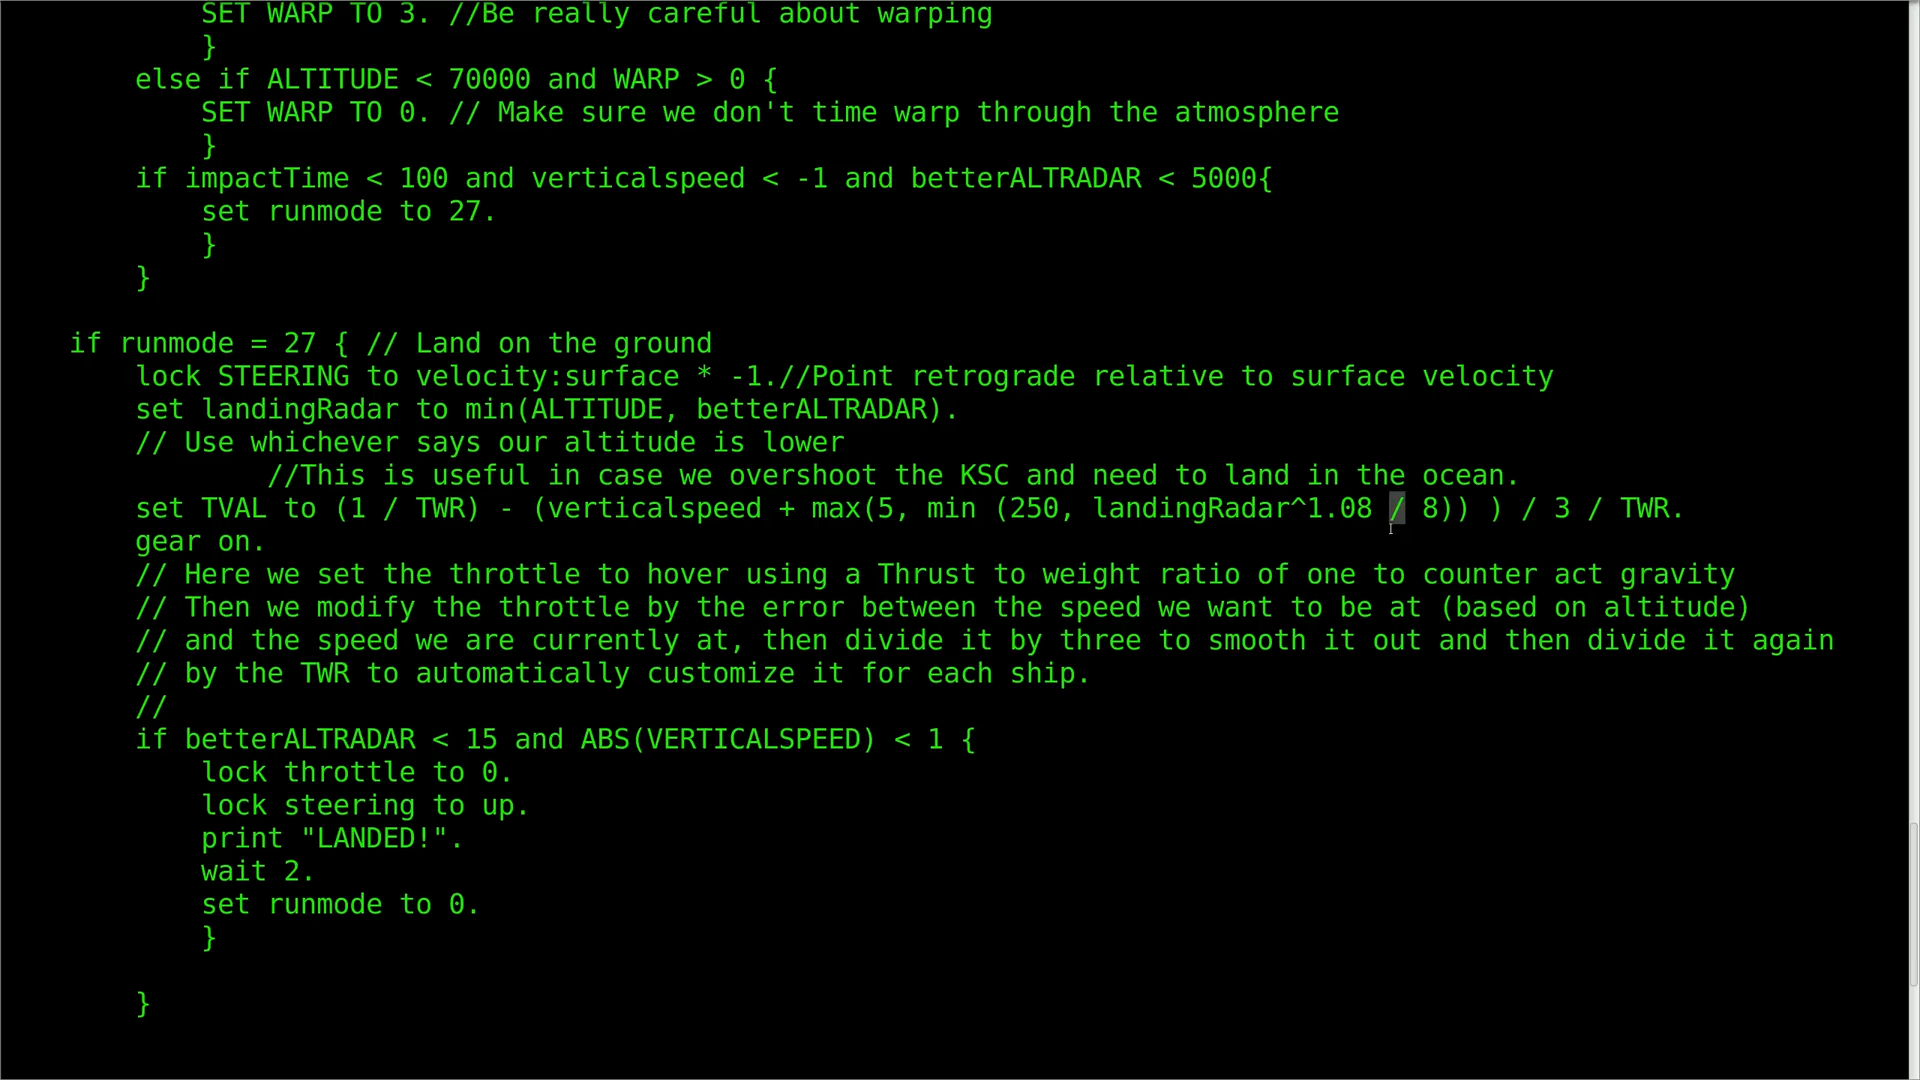 SET WARP TO 3. //Be really careful about warping
}
else if ALTITUDE < 70000 and WARP > 0 {
SET WARP TO 0. // Make sure we don't time warp through the atmosphere
}
if impactTime < 100 and verticalspeed < -1 and betterALTRADAR < 5000{
set runmode to 27.
}
}
if runmode = 27 { // Land on the ground
lock STEERING to velocity:surface * -1.//Point retrograde relative to surface velocity
set landingRadar to min(ALTITUDE, betterALTRADAR).
// Use whichever says our altitude is lower
//This is useful in case we overshoot the KSC and need to land in the ocean.
set TVAL to (1 / TWR) - (verticalspeed + max(5, min (250, landingRadar^1.08 / 8)) ) / 3 / TWR.
gear on.
// Here we set the throttle to hover using a Thrust to weight ratio of one to counter act gravity
// Then we modify the throttle by the error between the speed we want to be at (based on altitude)
// and the speed we are currently at, then divide it by three to smooth it out and then divide it again
// by the TWR to automatically customize it for each ship.
//
if betterALTRADAR < 15 and ABS(VERTICALSPEED) < 1 {
lock throttle to 0.
lock steering to up.
print "LANDED!".
wait 2.
set runmode to 0.
}
}